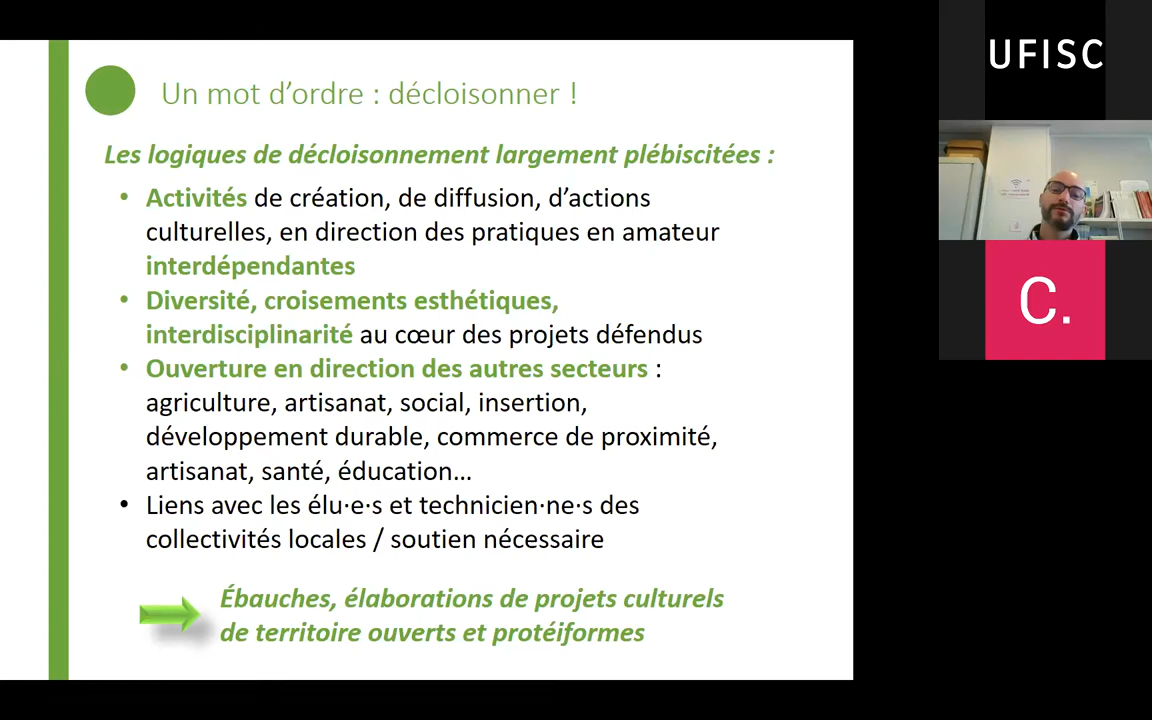 Un mot d’ordre : décloisonner !
Les logiques de décloisonnement largement plébiscitées :
• Activités de création, de diffusion, d’actions
culturelles, en direction des pratiques en amateur
interdépendantes
• Diversité, croisements esthétiques,
interdisciplinarité au cœur des projets défendus
• Ouverture en direction des autres secteurs :
agriculture, artisanat, social, insertion,
développement durable, commerce de proximité,
artisanat, santé, éducation…
• Liens avec les élu·e·s et technicien·ne·s des
collectivités locales / soutien nécessaire
Ébauches, élaborations de projets culturels
de territoire ouverts et protéiformes
UFISC
C.